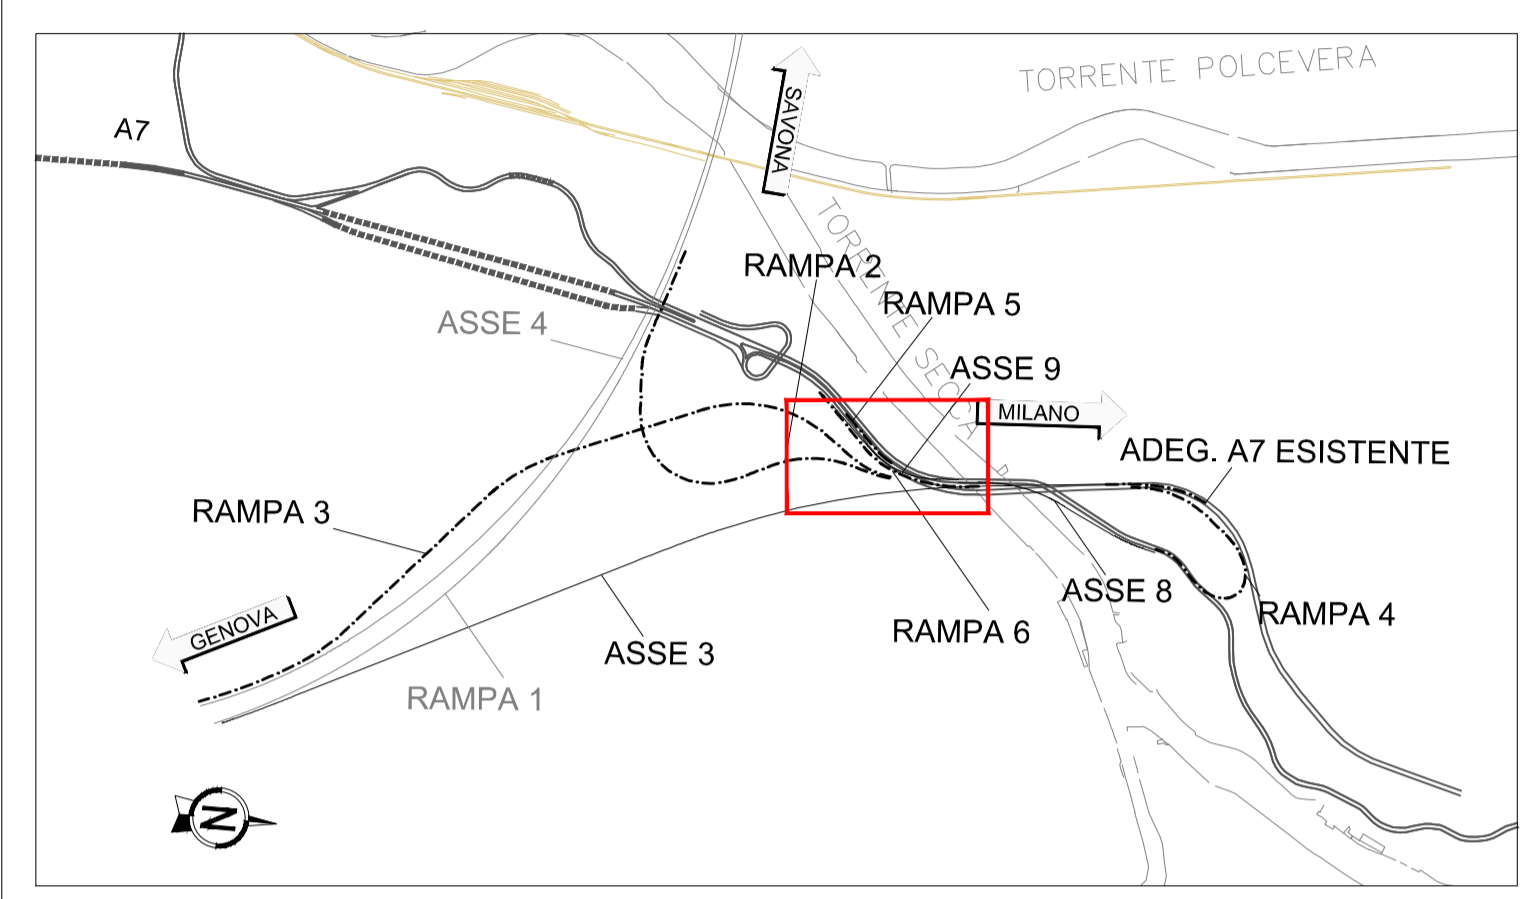 TORRENTE POLCEVERA
SAVONA
A7
TORRENTE SECCA
RAMPA 2
RAMPA 5
ASSE 4
ASSE 9
MILANO
ADEG. A7 ESISTENTE
RAMPA 3
ASSE 8
RAMPA 4
GENOVA
RAMPA 6
ASSE 3
RAMPA 1
N